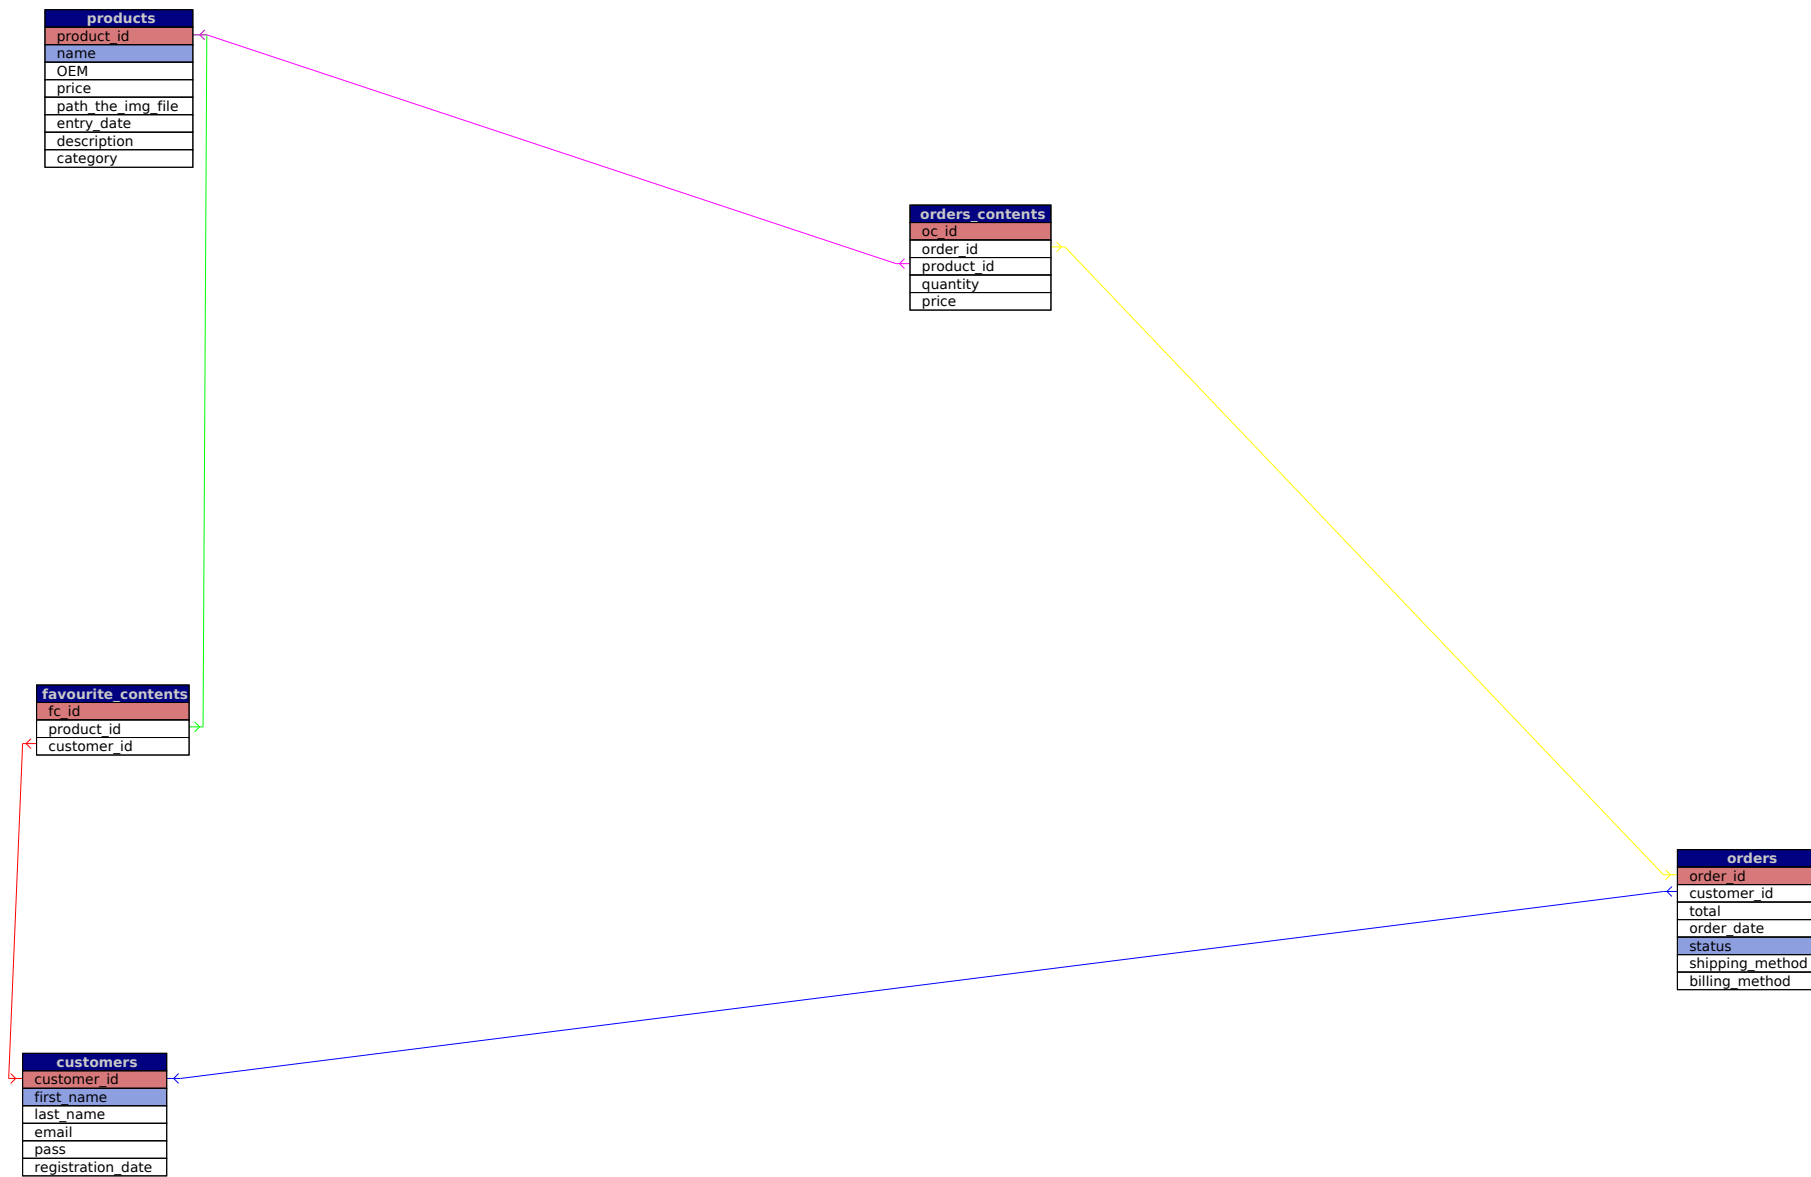 products
product_id
name
OEM
price
path_the_img_file
entry_date
description
category
orders_contents
oc_id
order_id
product_id
quantity
price
favourite_contents
fc_id
product_id
customer_id
orders
order_id
customer_id
total
order_date
status
shipping_method
billing_method
customers
customer_id
first_name
last_name
email
pass
registration_date